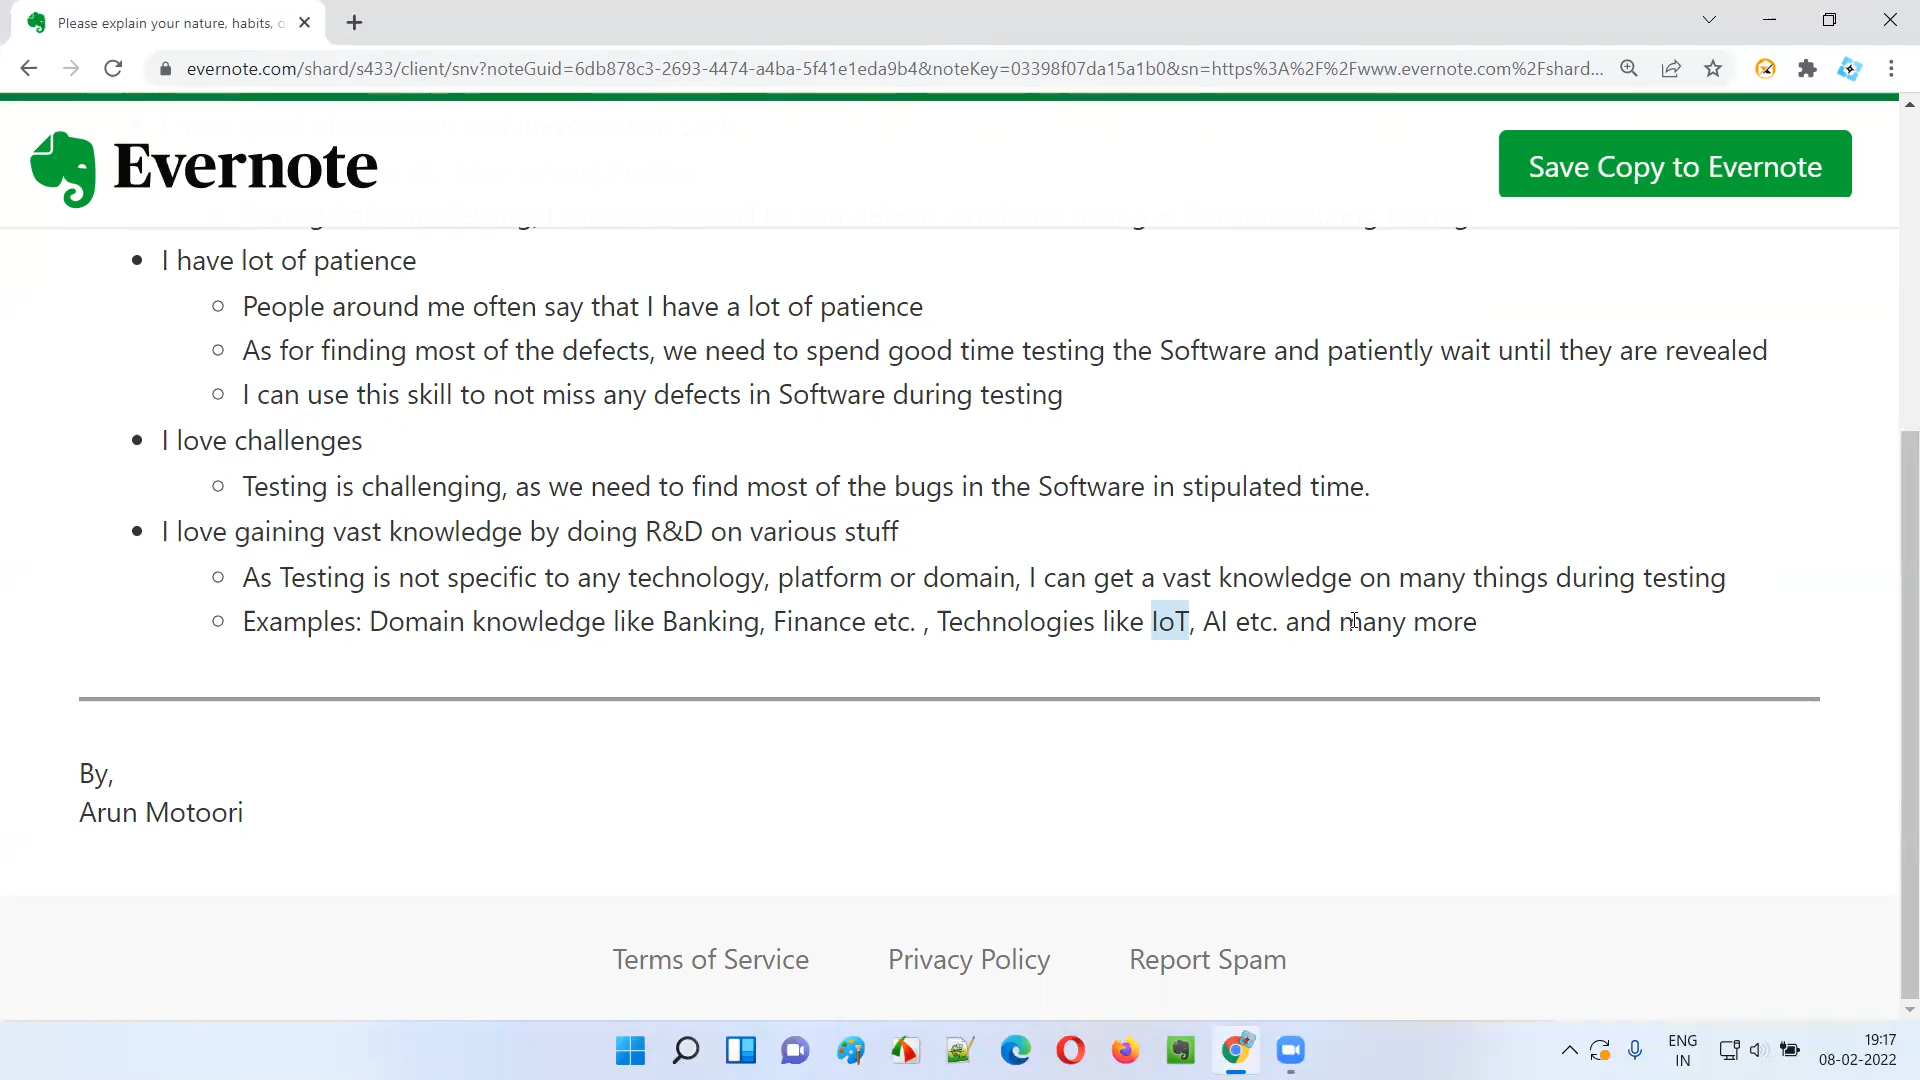 Please explain your nature, habits, o
evernote.com/shard/s433/client/snv?noteGuid=6db878c3-2693-4474-a4ba-5f41e1eda9b4&noteKey=03398f07da15a1b0&sn=https%3A%2F%2Fwww.evernote.com%2Fshard...
Evernote
Save Copy to Evernote
• I have lot of patience
○ People around me often say that I have a lot of patience
○ As for finding most of the defects, we need to spend good time testing the Software and patiently wait until they are revealed
○ I can use this skill to not miss any defects in Software during testing
• I love challenges
○ Testing is challenging, as we need to find most of the bugs in the Software in stipulated time.
• I love gaining vast knowledge by doing R&D on various stuff
○ As Testing is not specific to any technology, platform or domain, I can get a vast knowledge on many things during testing
○ Examples: Domain knowledge like Banking, Finance etc. , Technologies like IoT, AI etc. and many more
By,
Arun Motoori
Terms of Service Privacy Policy Report Spam
ENG
IN
19:17
08-02-2022